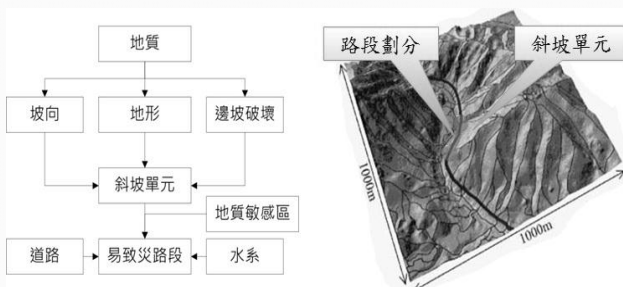 地質
坡向
地形
邊坡破壞
斜坡單元
地質敏感區
道路
易致災路段
水系
路段劃分
斜坡單元
1000m
1000m